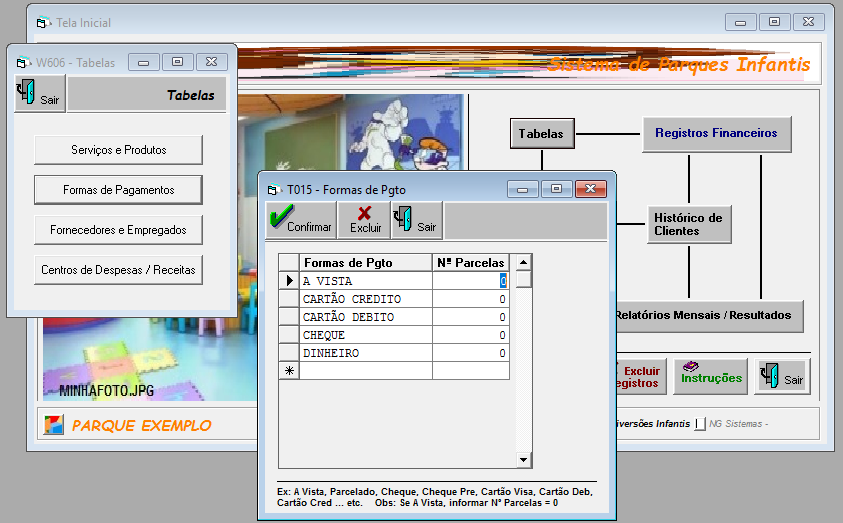 Tela Inicial
Sistema de Parques Infantis
W606 - Tabelas
Sair
Tabelas
Serviços e Produtos
Formas de Pagamentos
Fornecedores e Empregados
Centros de Despesas / Receitas
Tabelas
Registros Financeiros
Histórico de
Clientes
Relatórios Mensais / Resultados
Excluir
Instruções
Sair
MINHAFOTO.JPG
PARQUE EXEMPLO
Infantis
NG Sistemas -
T015 - Formas de Pgto
Confirmar
Excluir
Sair
Formas de Pgto Nº Parcelas
A VISTA 0
CARTÃO CREDITO 0
CARTÃO DEBITO 0
CHEQUE 0
DINHEIRO 0
Ex: A Vista, Parcelado, Cheque, Cheque Pre, Cartão Visa, Cartão Deb,
Cartão Cred ... etc. Obs: Se A Vista, informar Nº Parcelas = 0